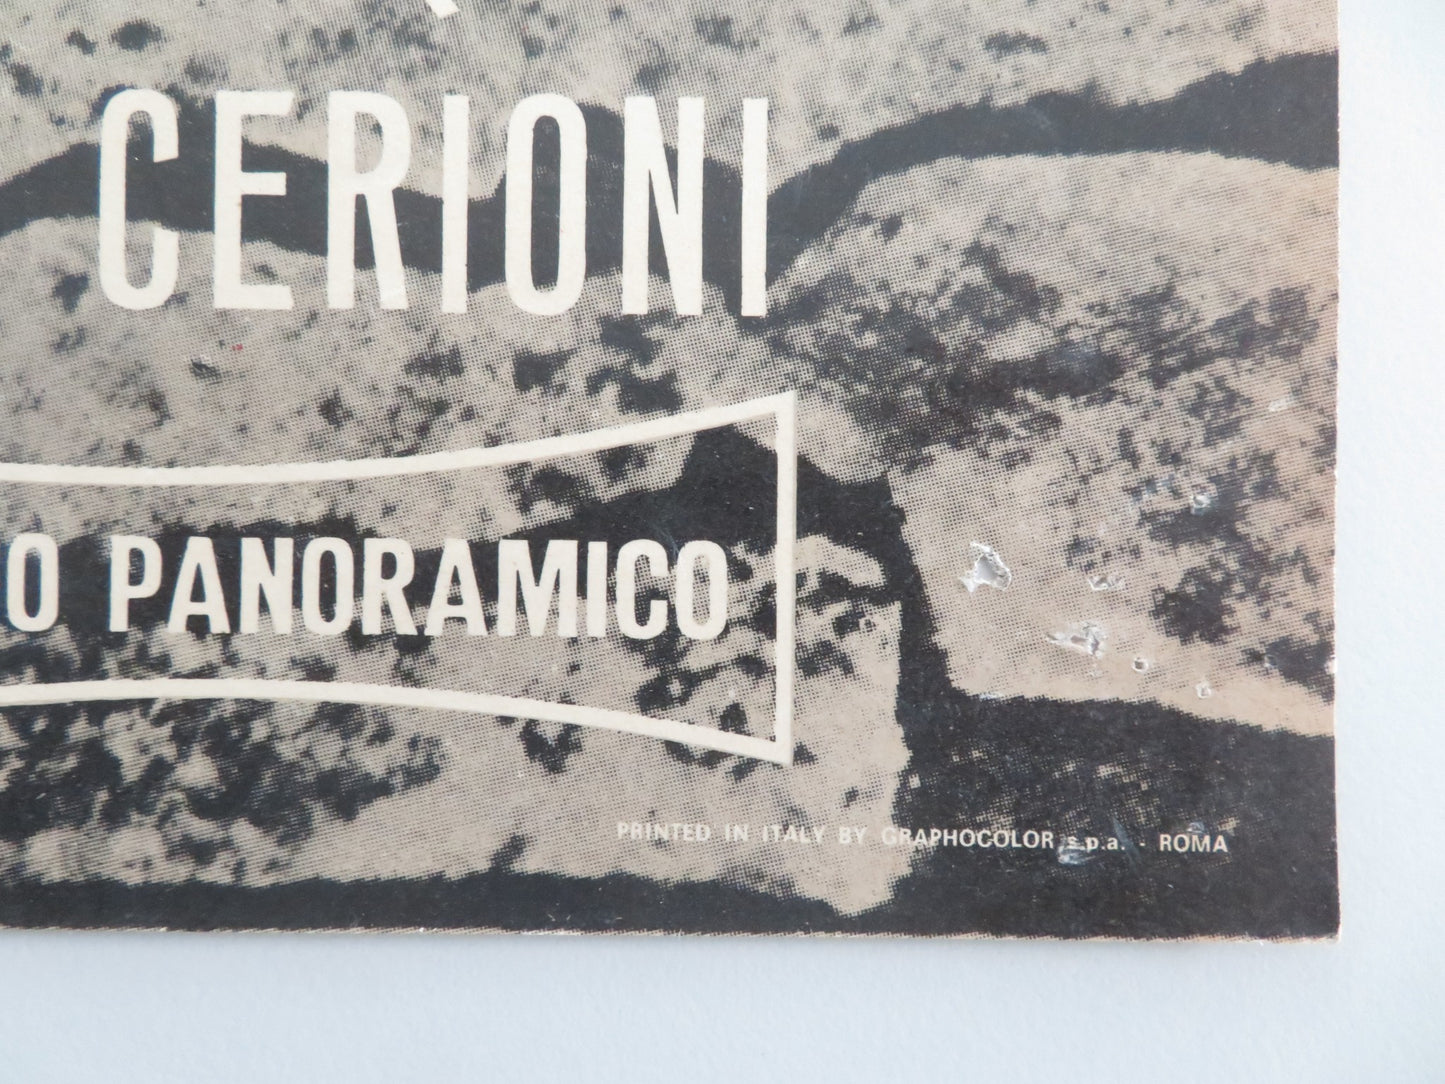 CERIONI
O PANORAMICO
PRINTED IN ITALY BY GRAPHOCOLOR s.p.a. - ROMA